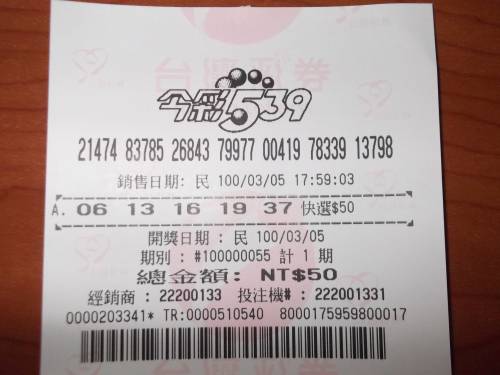 今彩539
21474 83785 26843 79977 00419 78339 13798
銷售日期: 民 100/03/05 17:59:03
A. 06 13 16 19 37 快選$50
開獎日期 : 民 100/03/05
期別 : #100000055 計 1 期
總金額: NT$50
經銷商 : 22200133 投注機# : 222001331
0000203341* TR:0000510540 8000175959800017